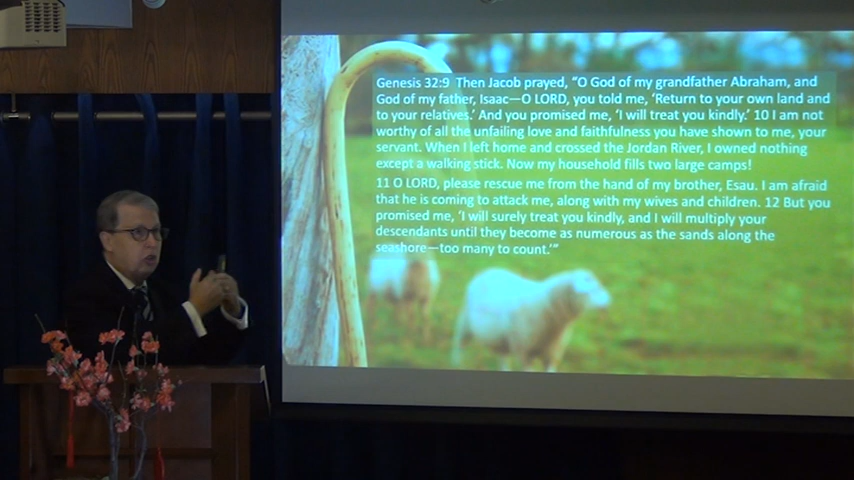 Genesis 32:9 Then Jacob prayed, “O God of my grandfather Abraham, and
God of my father, Isaac—O LORD, you told me, ‘Return to your own land and
to your relatives.’ And you promised me, ‘I will treat you kindly.’ 10 I am not
worthy of all the unfailing love and faithfulness you have shown to me, your
servant. When I left home and crossed the Jordan River, I owned nothing
except a walking stick. Now my household fills two large camps!
11 O LORD, please rescue me from the hand of my brother, Esau. I am afraid
that he is coming to attack me, along with my wives and children. 12 But you
promised me, ‘I will surely treat you kindly, and I will multiply your
descendants until they become as numerous as the sands along the
seashore—too many to count.’”